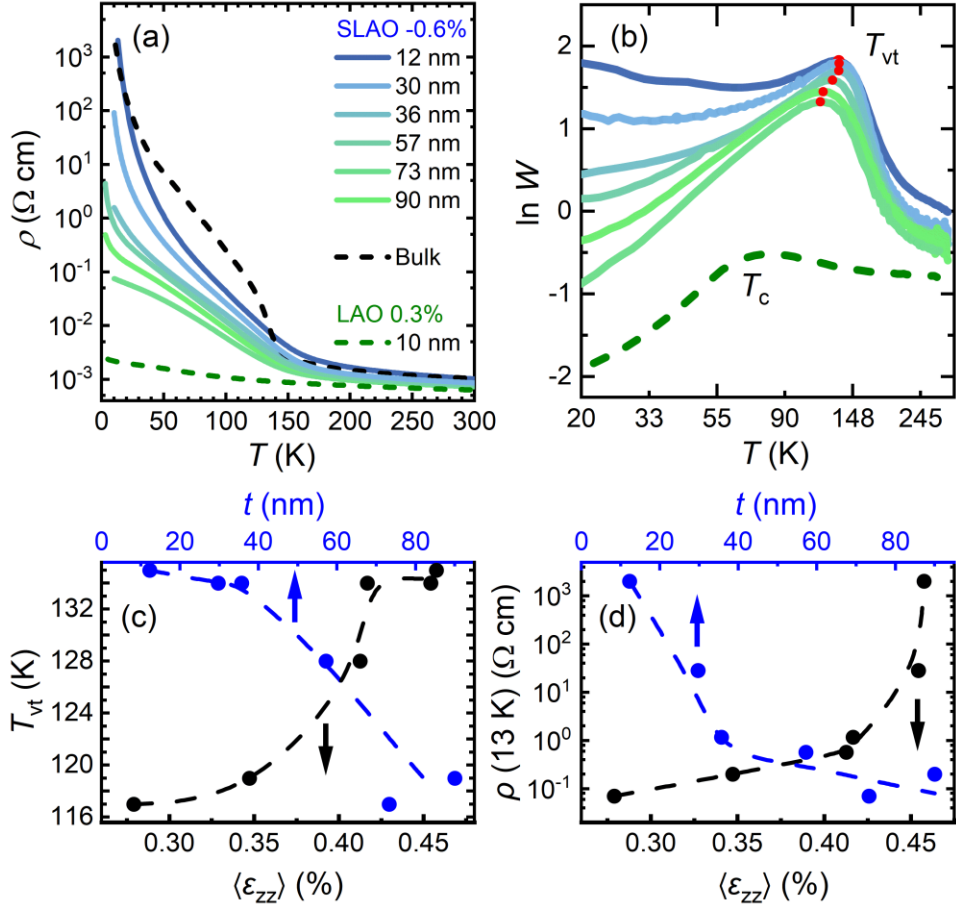 (a)
SLAO -0.6%
12 nm
30 nm
36 nm
57 nm
73 nm
90 nm
Bulk
LAO 0.3%
10 nm
10³
10²
10¹
10⁰
10⁻¹
10⁻²
10⁻³
ρ (Ω cm)
0 50 100 150 200 250 300
T (K)
(b)
T_vt
T_c
2
1
0
-1
-2
ln W
20 33 55 90 148 245
T (K)
t (nm)
0 20 40 60 80
(c)
132
128
124
119
116
T_vt (K)
0.30 0.35 0.40 0.45
⟨ε_zz⟩ (%)
t (nm)
0 20 40 60 80
(d)
10³
10²
10¹
10⁰
10⁻¹
ρ (13 K) (Ω cm)
0.30 0.35 0.40 0.45
⟨ε_zz⟩ (%)